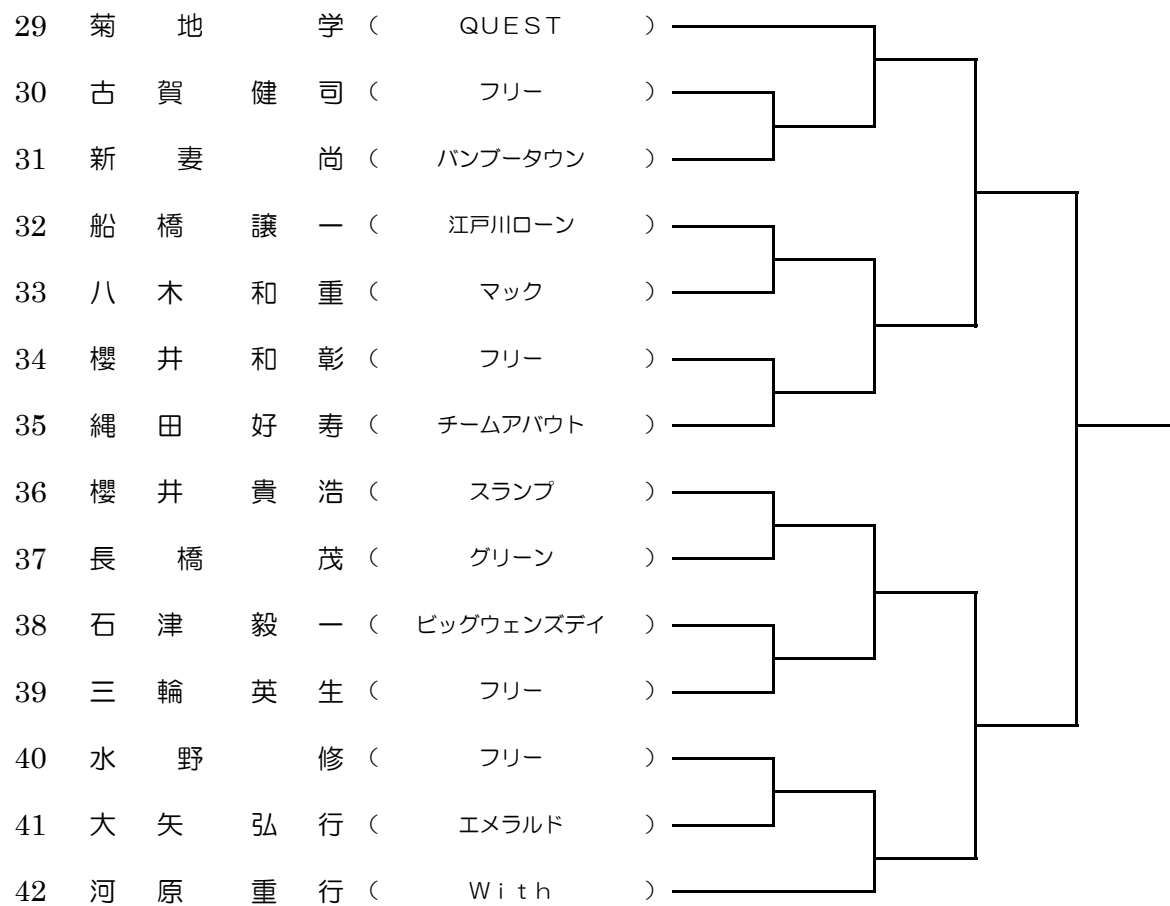 29 菊地 学 ( QUEST )
30 古賀 健司 ( フリー )
31 新妻 尚 ( バンブータウン )
32 船橋 譲一 ( 江戸川ローン )
33 八木 和重 ( マック )
34 櫻井 和彰 ( フリー )
35 縄田 好寿 ( チームアバウト )
36 櫻井 貴浩 ( スランプ )
37 長橋 茂 ( グリーン )
38 石津 毅一 ( ビッグウェンズデイ )
39 三輪 英生 ( フリー )
40 水野 修 ( フリー )
41 大矢 弘行 ( エメラルド )
42 河原 重行 ( With )